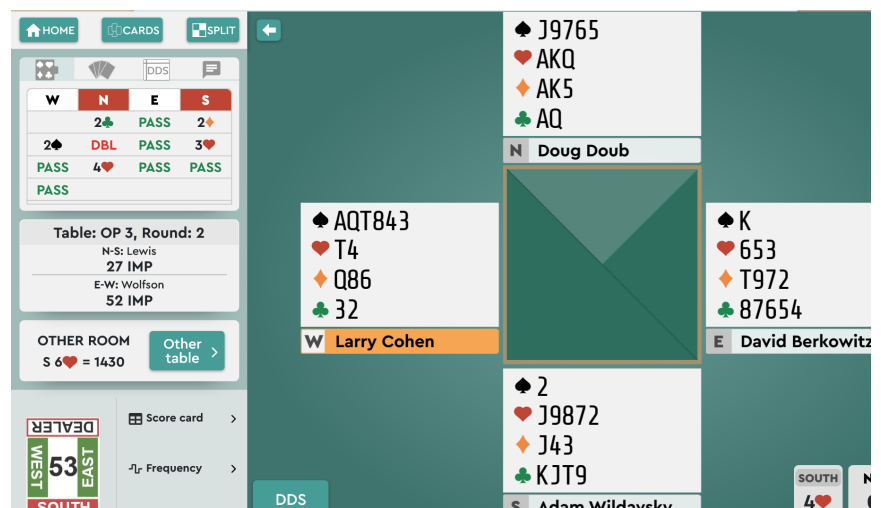 HOME CARDS SPLIT
DDS
W N E S
2♣ PASS 2♦
2♠ DBL PASS 3♥
PASS 4♥ PASS PASS
PASS
Table: OP 3, Round: 2
N-S: Lewis
27 IMP
E-W: Wolfson
52 IMP
OTHER ROOM
S 6♥ = 1430
Other
table
DEALER
WEST 53 EAST
SOUTH
Score card
Frequency
♠ J9765
♥ AKQ
♦ AK5
♣ AQ
N Doug Doub
♠ AQT843
♥ T4
♦ Q86
♣ 32
W Larry Cohen
♠ K
♥ 653
♦ T972
♣ 87654
E David Berkowitz
♠ 2
♥ J9872
♦ J43
♣ KJT9
S Adam Wildavsky
DDS
SOUTH
4♥